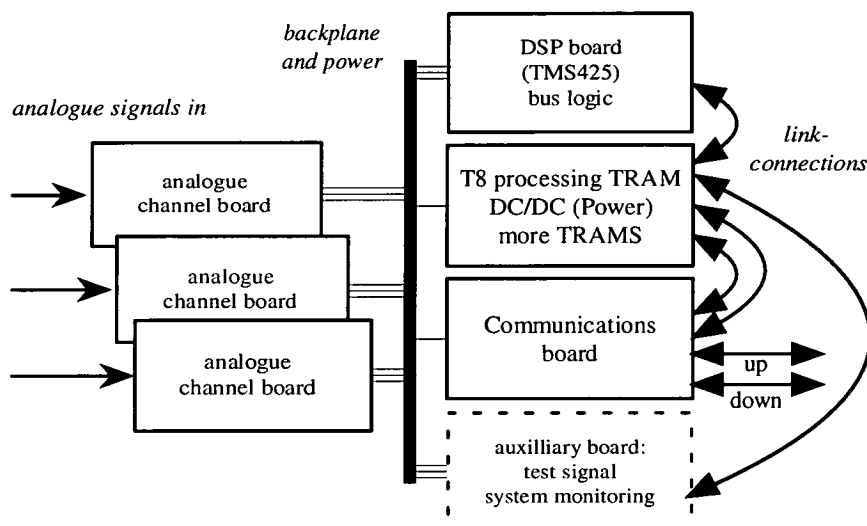 backplane
and power
analogue signals in
analogue
channel board
analogue
channel board
analogue
channel board
DSP board
(TMS425)
bus logic
T8 processing TRAM
DC/DC (Power)
more TRAMS
Communications
board
auxilliary board:
test signal
system monitoring
link-
connections
up
down